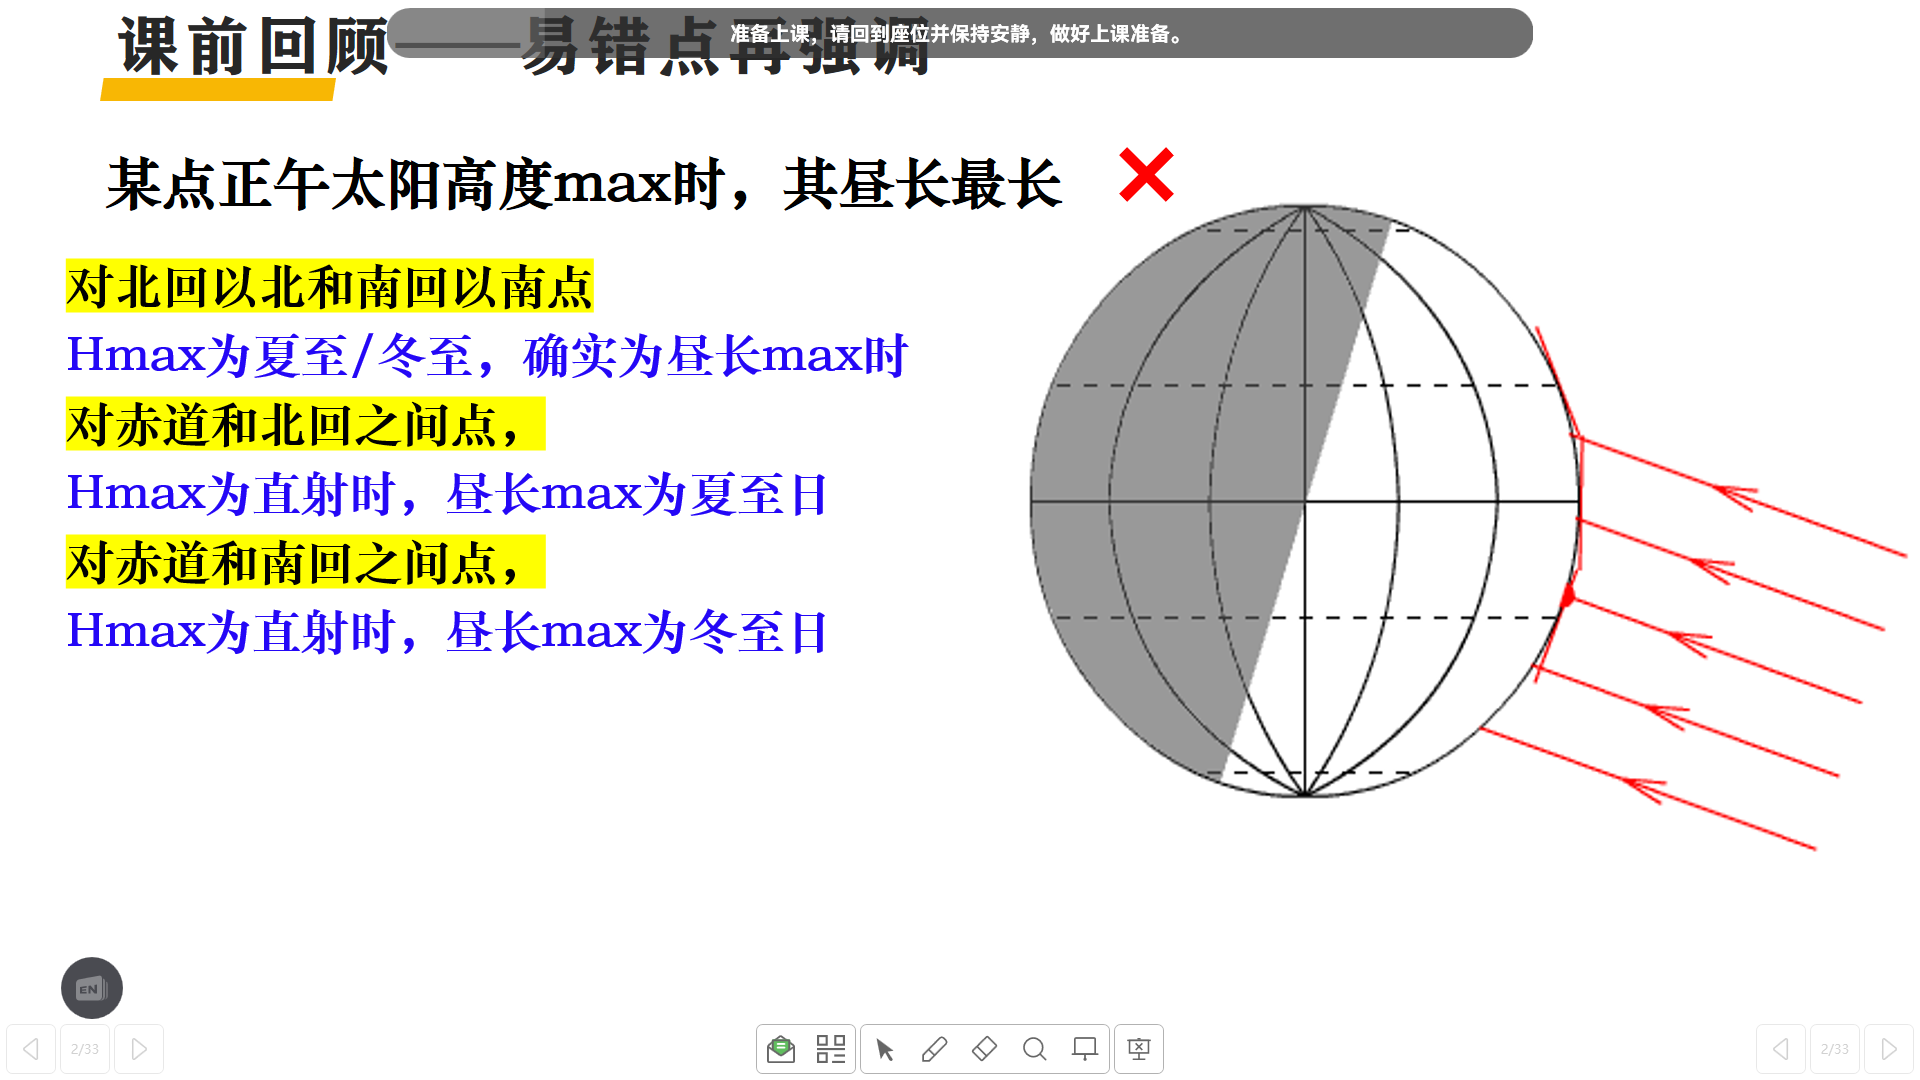 课前回顾——易错点再强调
准备上课，请回到座位并保持安静，做好上课准备。
某点正午太阳高度max时，其昼长最长
对北回以北和南回以南点
Hmax为夏至/冬至，确实为昼长max时
对赤道和北回之间点，
Hmax为直射时，昼长max为夏至日
对赤道和南回之间点，
Hmax为直射时，昼长max为冬至日
EN
2/33
2/33